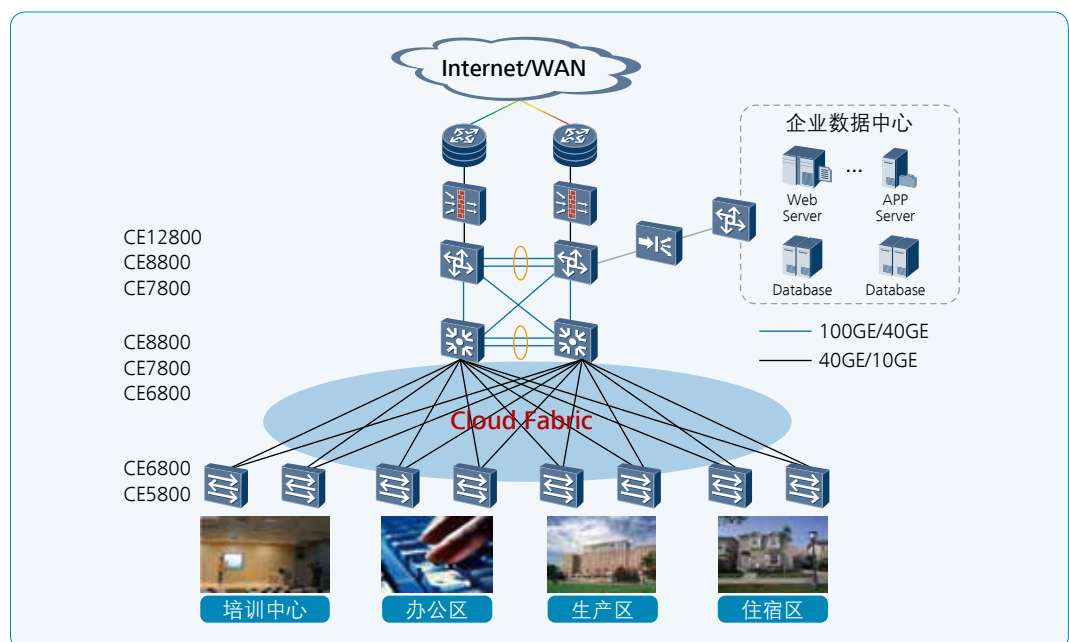 Internet/WAN
企业数据中心
...
Web
Server
APP
Server
Database
Database
CE12800
CE8800
CE7800
100GE/40GE
40GE/10GE
CE8800
CE7800
CE6800
Cloud Fabric
CE6800
CE5800
培训中心
办公区
生产区
住宿区